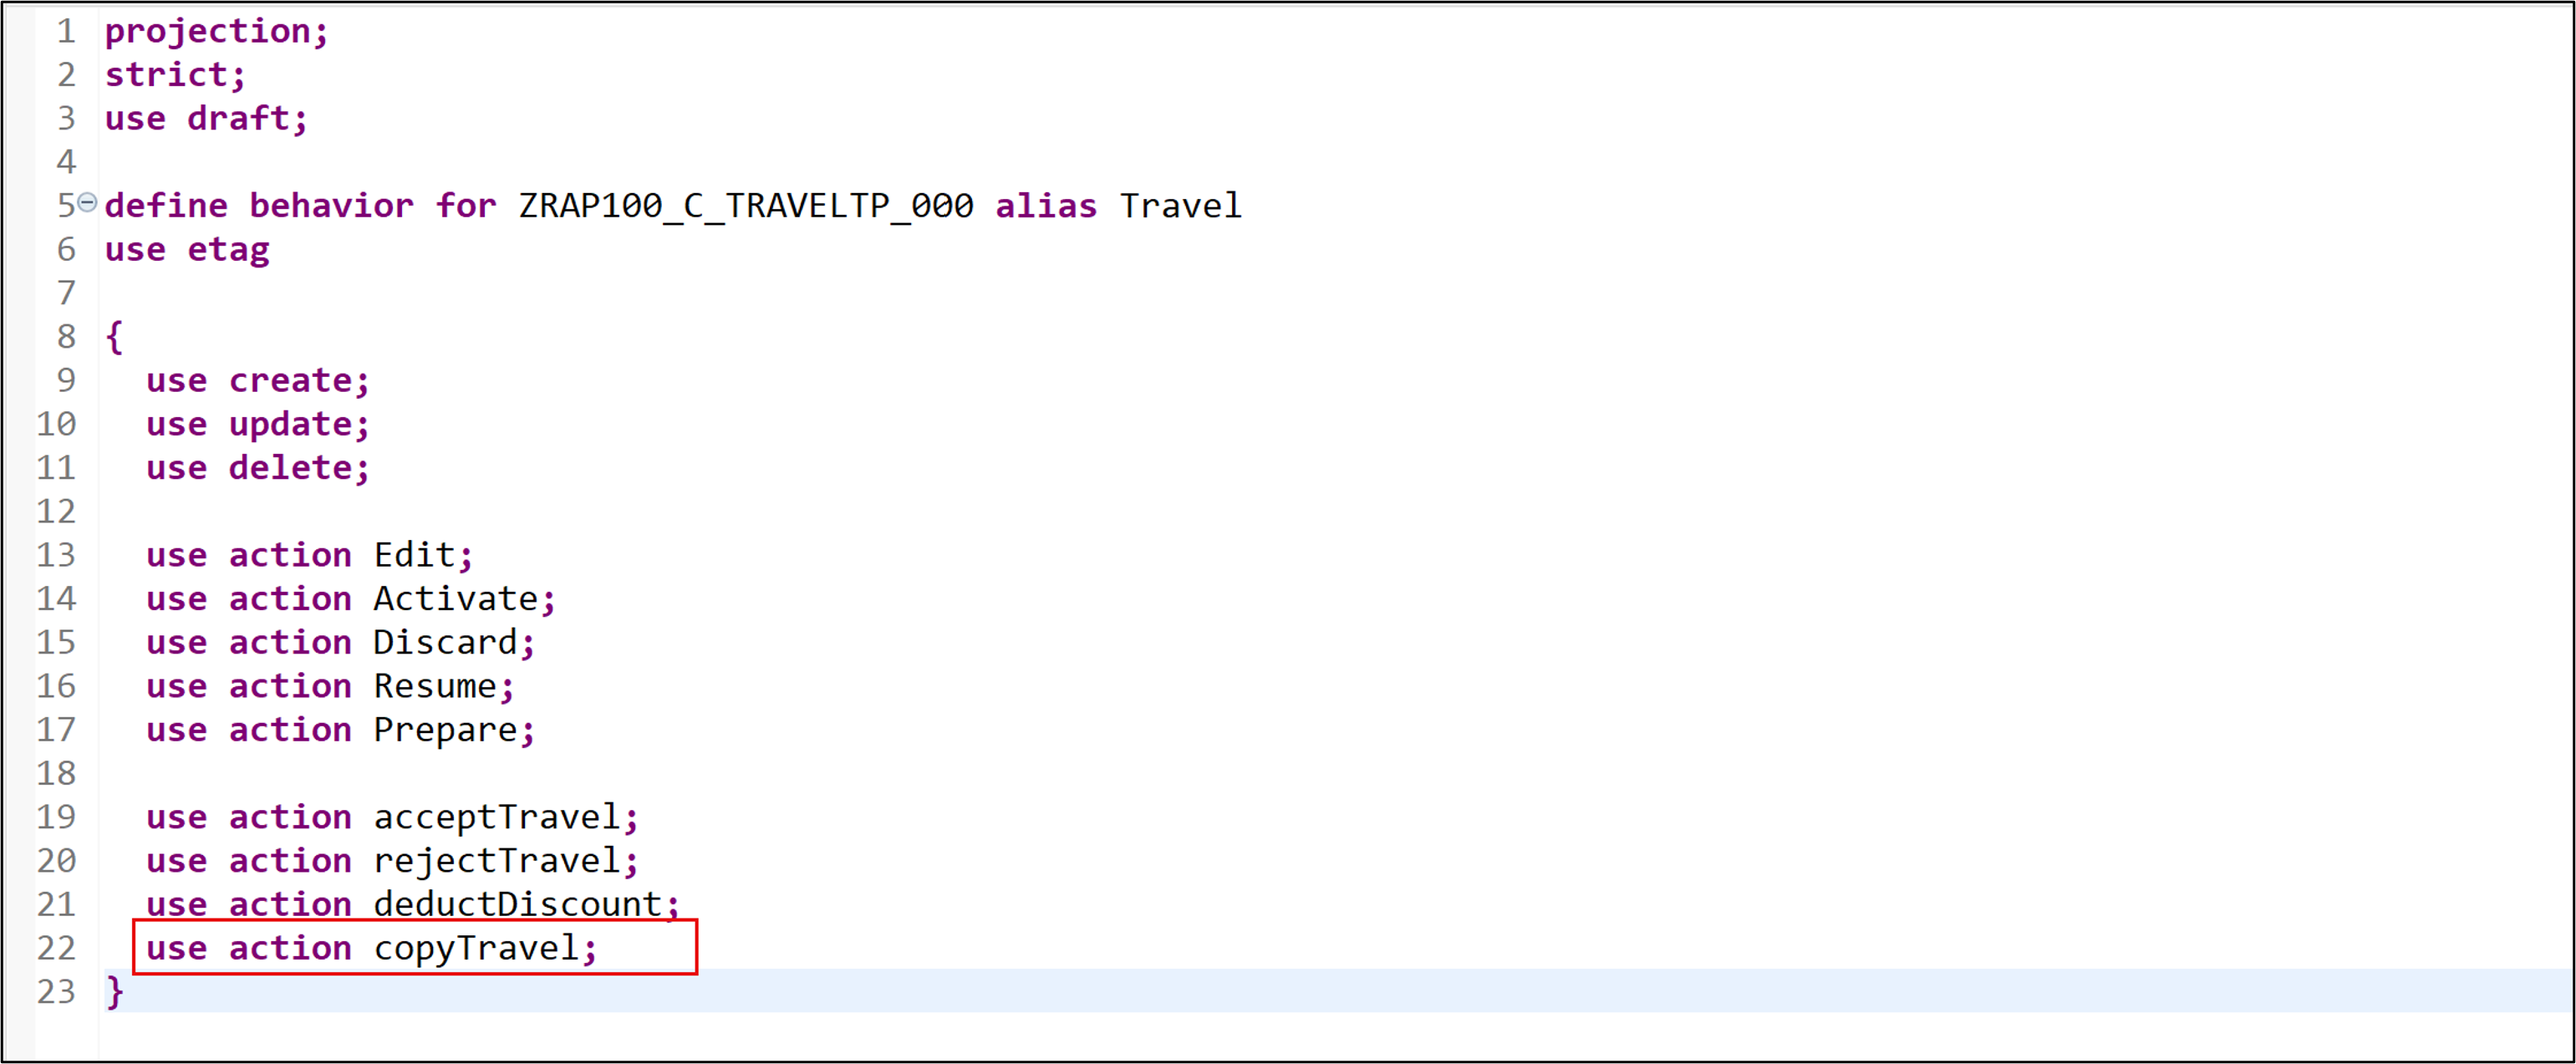 1 projection;
2 strict;
3 use draft;
4
5 define behavior for ZRAP100_C_TRAVELTP_000 alias Travel
6 use etag
7
8 {
9 use create;
10 use update;
11 use delete;
12
13 use action Edit;
14 use action Activate;
15 use action Discard;
16 use action Resume;
17 use action Prepare;
18
19 use action acceptTravel;
20 use action rejectTravel;
21 use action deductDiscount;
22 use action copyTravel;
23 }